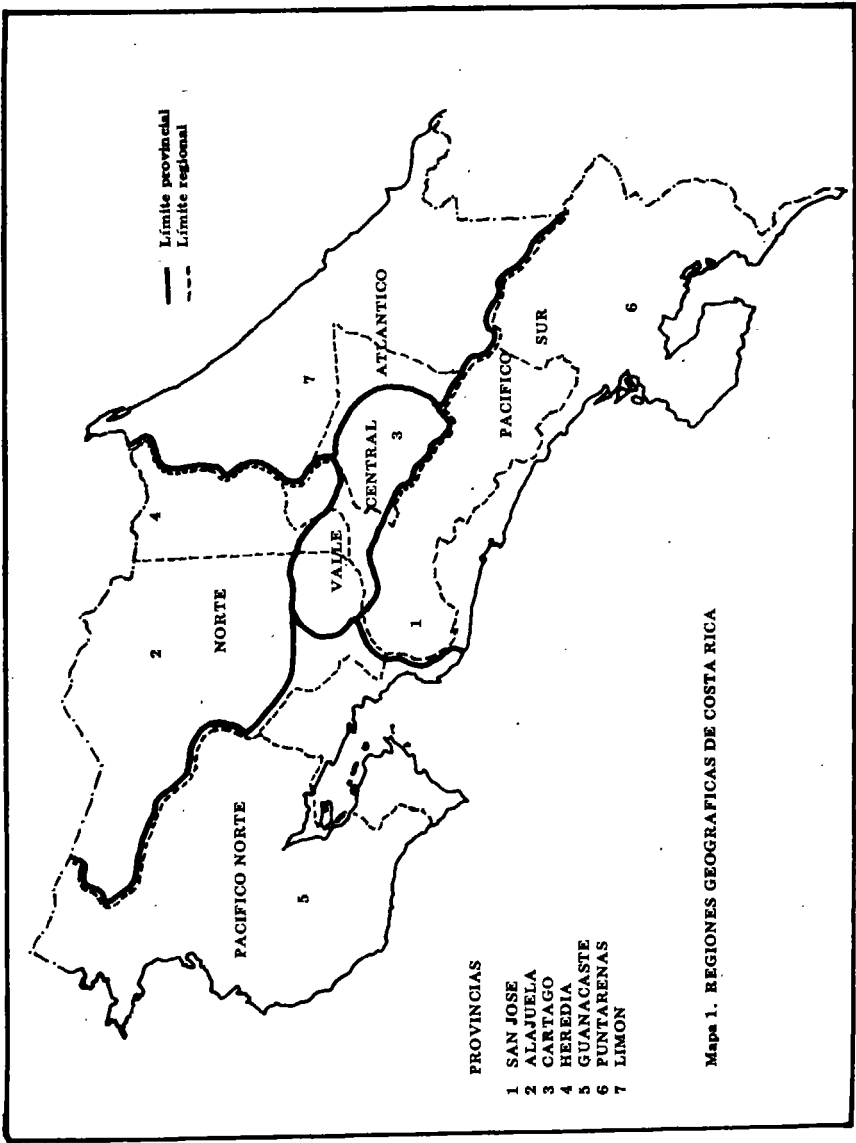 Límite provincial
Límite regional
4
2
NORTE
7
ATLANTICO
VALLE
CENTRAL
3
PACIFICO NORTE
5
1
PACIFICO
SUR
6
PROVINCIAS
1 SAN JOSE
2 ALAJUELA
3 CARTAGO
4 HEREDIA
5 GUANACASTE
6 PUNTARENAS
7 LIMON
Mapa 1. REGIONES GEOGRAFICAS DE COSTA RICA